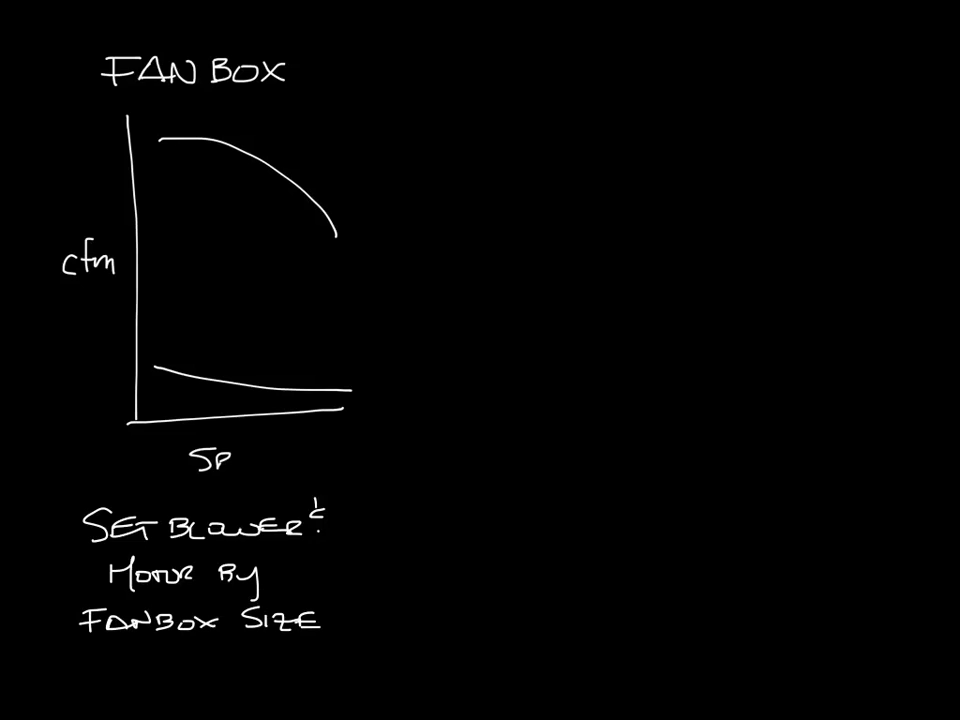 FAN BOX
cfm
SP
SET BLOWER &
MOTOR BY
FANBOX SIZE